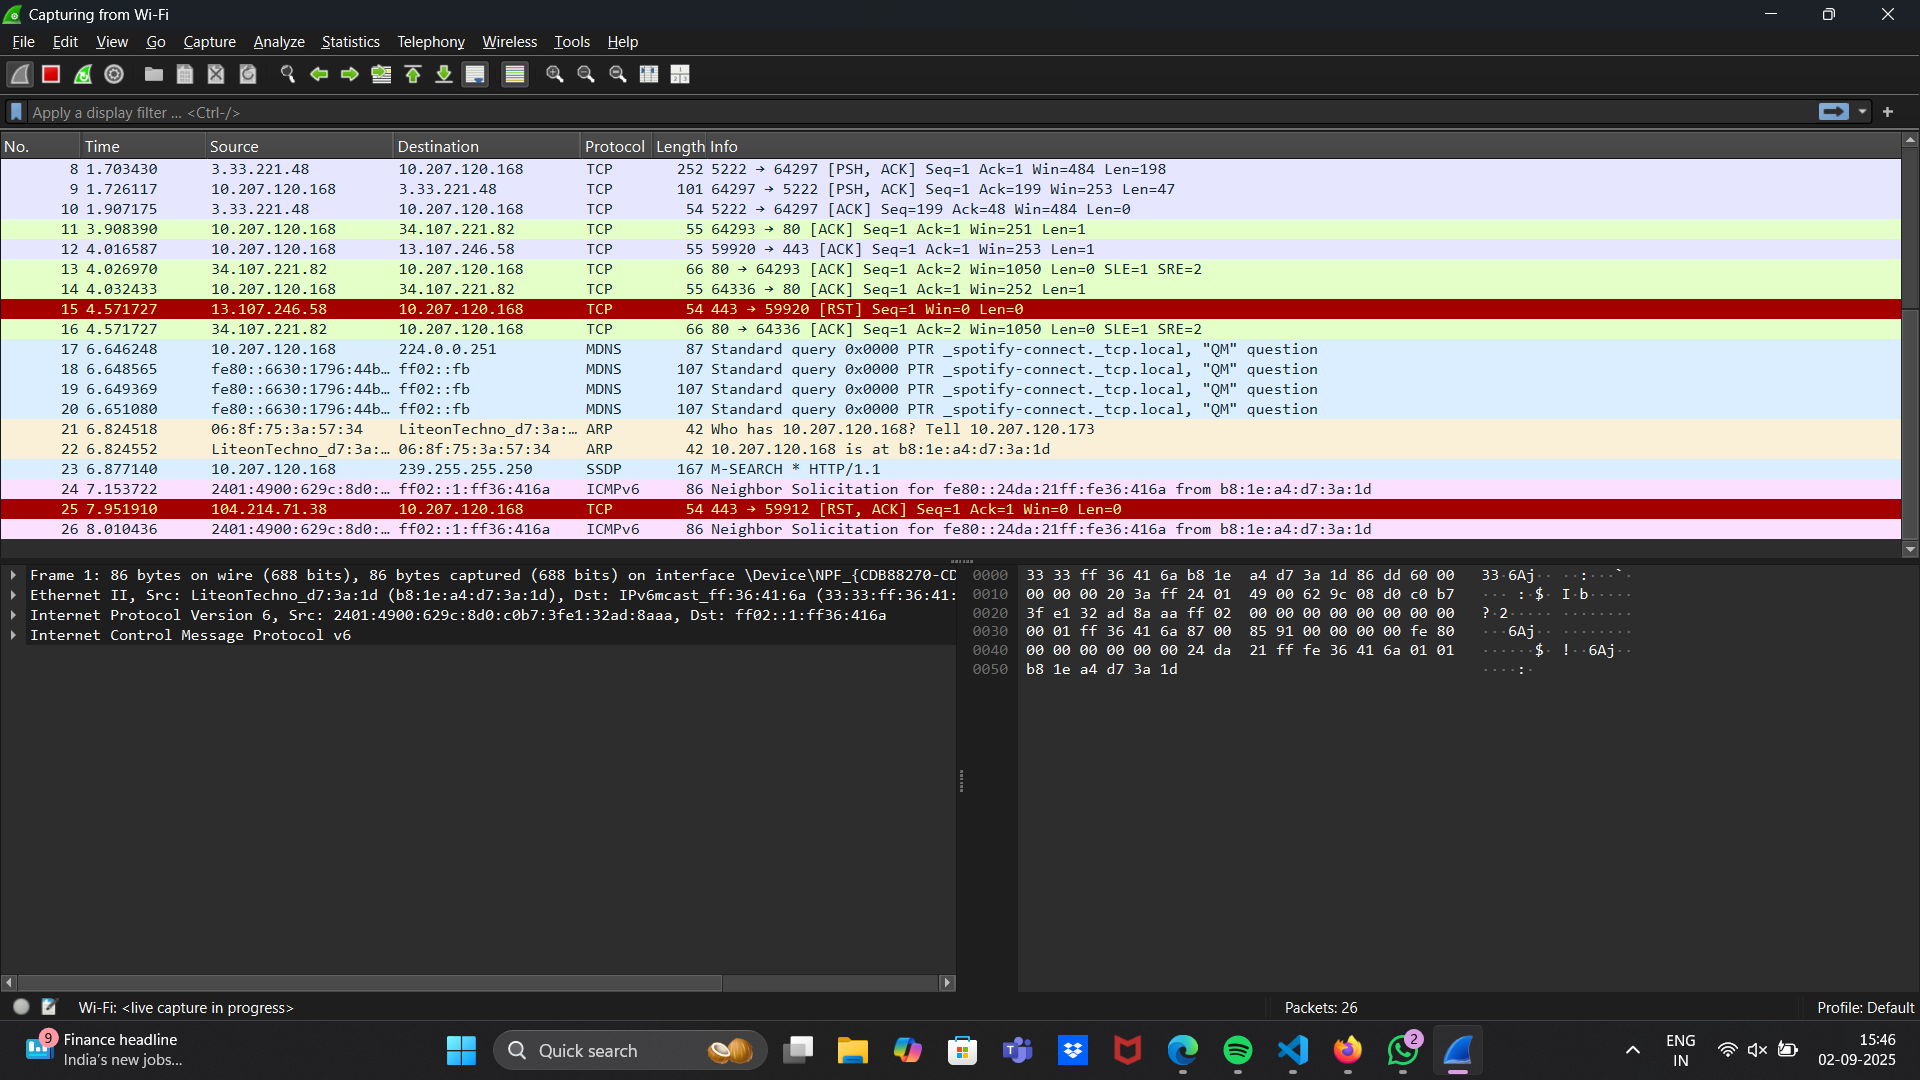 Capturing from Wi-Fi
File Edit View Go Capture Analyze Statistics Telephony Wireless Tools Help
Apply a display filter ... <Ctrl-/>
No. Time Source Destination Protocol Length Info
8 1.703430 3.33.221.48 10.207.120.168 TCP 252 5222 → 64297 [PSH, ACK] Seq=1 Ack=1 Win=484 Len=198
9 1.726117 10.207.120.168 3.33.221.48 TCP 101 64297 → 5222 [PSH, ACK] Seq=1 Ack=199 Win=253 Len=47
10 1.907175 3.33.221.48 10.207.120.168 TCP 54 5222 → 64297 [ACK] Seq=199 Ack=48 Win=484 Len=0
11 3.908390 10.207.120.168 34.107.221.82 TCP 55 64293 → 80 [ACK] Seq=1 Ack=1 Win=251 Len=1
12 4.016587 10.207.120.168 13.107.246.58 TCP 55 59920 → 443 [ACK] Seq=1 Ack=1 Win=253 Len=1
13 4.026970 34.107.221.82 10.207.120.168 TCP 66 80 → 64293 [ACK] Seq=1 Ack=2 Win=1050 Len=0 SLE=1 SRE=2
14 4.032433 10.207.120.168 34.107.221.82 TCP 55 64336 → 80 [ACK] Seq=1 Ack=1 Win=252 Len=1
15 4.571727 13.107.246.58 10.207.120.168 TCP 54 443 → 59920 [RST] Seq=1 Win=0 Len=0
16 4.571727 34.107.221.82 10.207.120.168 TCP 66 80 → 64336 [ACK] Seq=1 Ack=2 Win=1050 Len=0 SLE=1 SRE=2
17 6.646248 10.207.120.168 224.0.0.251 MDNS 87 Standard query 0x0000 PTR _spotify-connect._tcp.local, "QM" question
18 6.648565 fe80::6630:1796:44b… ff02::fb MDNS 107 Standard query 0x0000 PTR _spotify-connect._tcp.local, "QM" question
19 6.649369 fe80::6630:1796:44b… ff02::fb MDNS 107 Standard query 0x0000 PTR _spotify-connect._tcp.local, "QM" question
20 6.651080 fe80::6630:1796:44b… ff02::fb MDNS 107 Standard query 0x0000 PTR _spotify-connect._tcp.local, "QM" question
21 6.824518 06:8f:75:3a:57:34 LiteonTechno_d7:3a:… ARP 42 Who has 10.207.120.168? Tell 10.207.120.173
22 6.824552 LiteonTechno_d7:3a:… 06:8f:75:3a:57:34 ARP 42 10.207.120.168 is at b8:1e:a4:d7:3a:1d
23 6.877140 10.207.120.168 239.255.255.250 SSDP 167 M-SEARCH * HTTP/1.1
24 7.153722 2401:4900:629c:8d0:… ff02::1:ff36:416a ICMPv6 86 Neighbor Solicitation for fe80::24da:21ff:fe36:416a from b8:1e:a4:d7:3a:1d
25 7.951910 104.214.71.38 10.207.120.168 TCP 54 443 → 59912 [RST, ACK] Seq=1 Ack=1 Win=0 Len=0
26 8.010436 2401:4900:629c:8d0:… ff02::1:ff36:416a ICMPv6 86 Neighbor Solicitation for fe80::24da:21ff:fe36:416a from b8:1e:a4:d7:3a:1d
Frame 1: 86 bytes on wire (688 bits), 86 bytes captured (688 bits) on interface \Device\NPF_{CDB88270-CD
Ethernet II, Src: LiteonTechno_d7:3a:1d (b8:1e:a4:d7:3a:1d), Dst: IPv6mcast_ff:36:41:6a (33:33:ff:36:41:
Internet Protocol Version 6, Src: 2401:4900:629c:8d0:c0b7:3fe1:32ad:8aaa, Dst: ff02::1:ff36:416a
Internet Control Message Protocol v6
0000 33 33 ff 36 41 6a b8 1e a4 d7 3a 1d 86 dd 60 00 33·6Aj·· ··:···`·
0010 00 00 00 20 3a ff 24 01 49 00 62 9c 08 d0 c0 b7 ··· :·$· I·b·····
0020 3f e1 32 ad 8a aa ff 02 00 00 00 00 00 00 00 00 ?·2····· ········
0030 00 01 ff 36 41 6a 87 00 85 91 00 00 00 00 fe 80 ···6Aj·· ········
0040 00 00 00 00 00 00 24 da 21 ff fe 36 41 6a 01 01 ······$· !··6Aj··
0050 b8 1e a4 d7 3a 1d ····:·
Wi-Fi: <live capture in progress>
Packets: 26
Profile: Default
9
Finance headline
India's new jobs...
Quick search
2
ENG
IN
15:46
02-09-2025